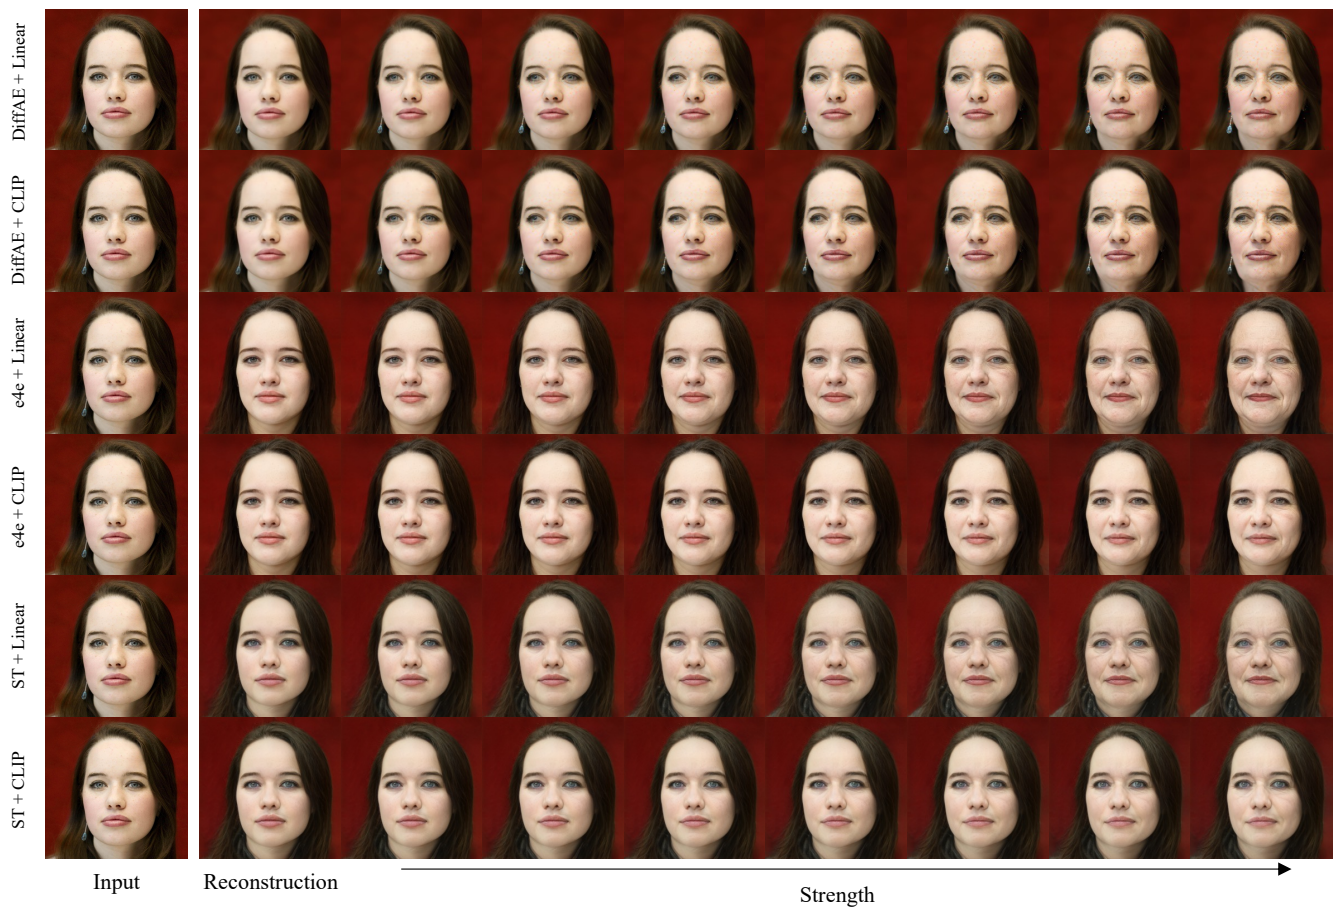 DiffAE + Linear
DiffAE + CLIP
e4e + Linear
e4e + CLIP
ST + Linear
ST + CLIP
Input
Reconstruction
Strength